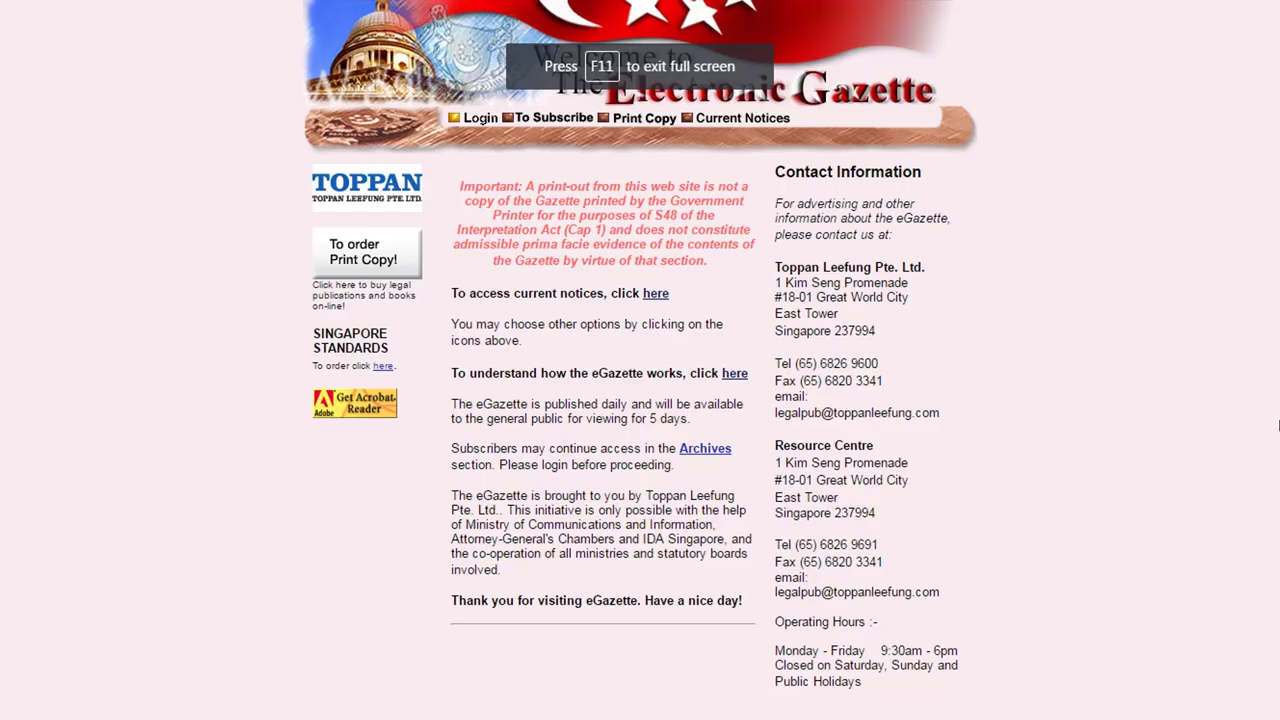 Welcome to
The Electronic Gazette
Press F11 to exit full screen
Login To Subscribe Print Copy Current Notices
TOPPAN
TOPPAN LEEFUNG PTE. LTD.
To order
Print Copy!
Click here to buy legal
publications and books
on-line!
SINGAPORE
STANDARDS
To order click here.
Adobe
Get Acrobat
Reader
Important: A print-out from this web site is not a
copy of the Gazette printed by the Government
Printer for the purposes of S48 of the
Interpretation Act (Cap 1) and does not constitute
admissible prima facie evidence of the contents of
the Gazette by virtue of that section.
To access current notices, click here
You may choose other options by clicking on the
icons above.
To understand how the eGazette works, click here
The eGazette is published daily and will be available
to the general public for viewing for 5 days.
Subscribers may continue access in the Archives
section. Please login before proceeding.
The eGazette is brought to you by Toppan Leefung
Pte. Ltd.. This initiative is only possible with the help
of Ministry of Communications and Information,
Attorney-General's Chambers and IDA Singapore, and
the co-operation of all ministries and statutory boards
involved.
Thank you for visiting eGazette. Have a nice day!
Contact Information
For advertising and other
information about the eGazette,
please contact us at:
Toppan Leefung Pte. Ltd.
1 Kim Seng Promenade
#18-01 Great World City
East Tower
Singapore 237994
Tel (65) 6826 9600
Fax (65) 6820 3341
email:
legalpub@toppanleefung.com
Resource Centre
1 Kim Seng Promenade
#18-01 Great World City
East Tower
Singapore 237994
Tel (65) 6826 9691
Fax (65) 6820 3341
email:
legalpub@toppanleefung.com
Operating Hours :-
Monday - Friday 9:30am - 6pm
Closed on Saturday, Sunday and
Public Holidays